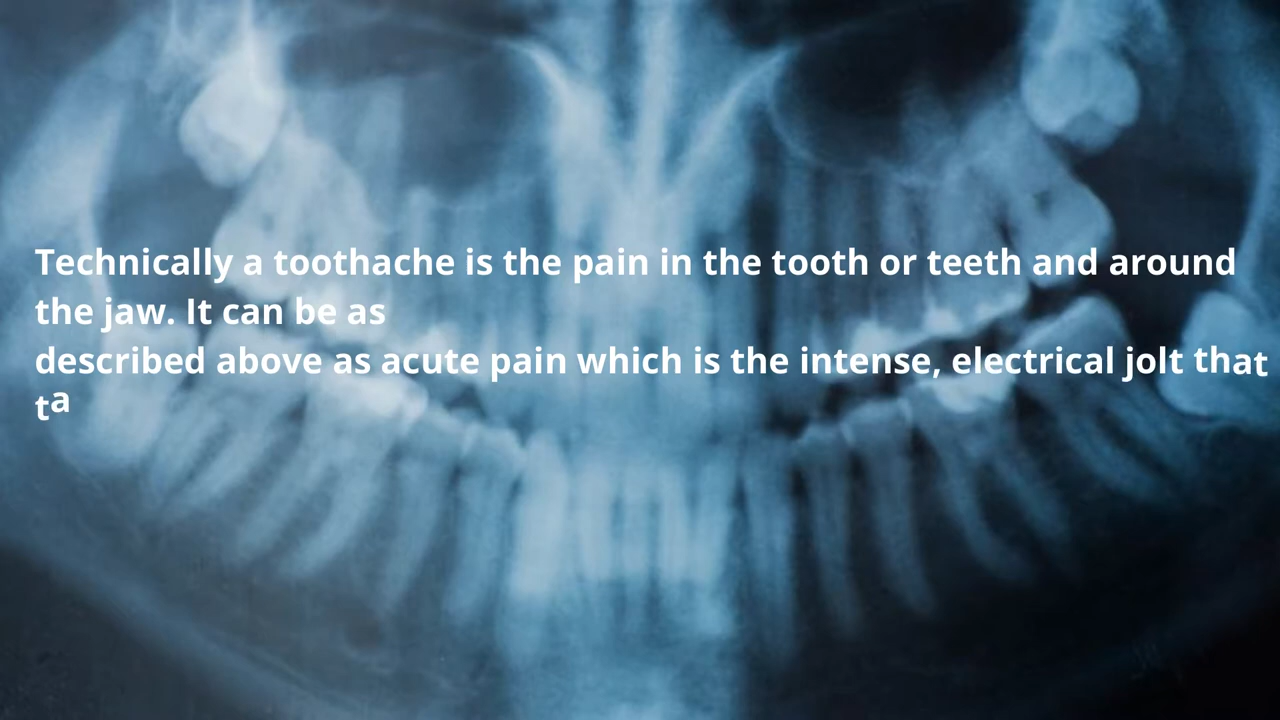 Technically a toothache is the pain in the tooth or teeth and around
the jaw. It can be as
described above as acute pain which is the intense, electrical jolt that
ta